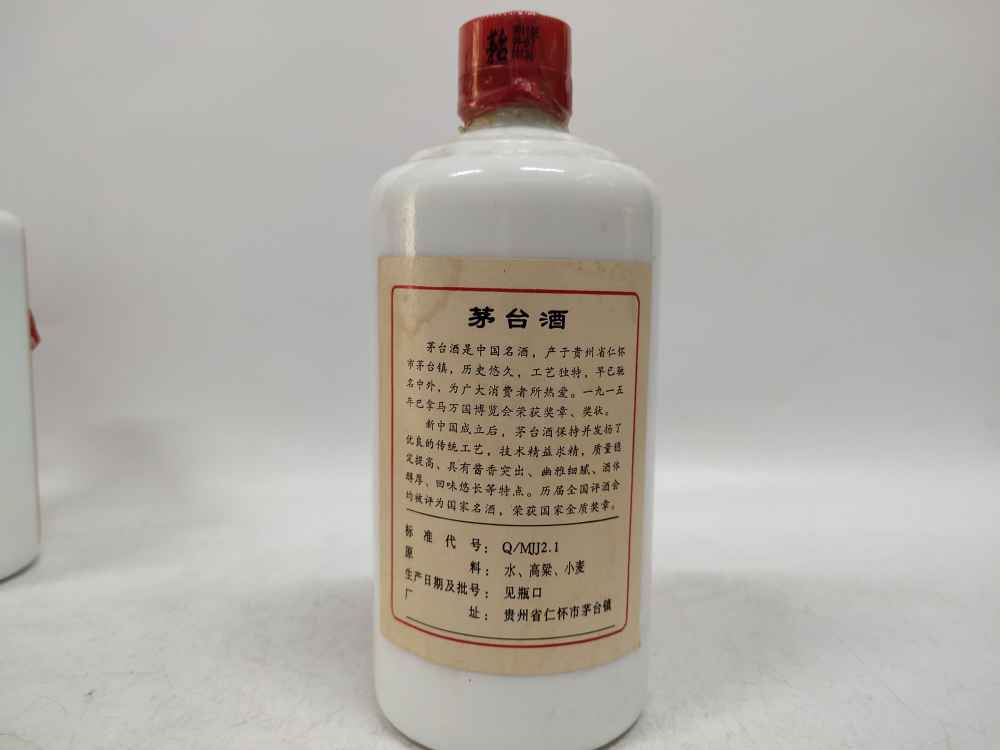 茅台
茅台酒
茅台酒是中国名酒，产于贵州省仁怀
市茅台镇，历史悠久，工艺独特，早已驰
名中外，为广大消费者所热爱。一九一五
年巴拿马万国博览会荣获奖章、奖状。
新中国成立后，茅台酒保持并发扬了
优良的传统工艺，技术精益求精，质量稳
定提高、具有酱香突出、幽雅细腻、酒体
醇厚、回味悠长等特点。历届全国评酒会
均被评为国家名酒，荣获国家金质奖章。
标准代号：Q/MJJ2.1
原料：水、高粱、小麦
生产日期及批号：见瓶口
厂址：贵州省仁怀市茅台镇